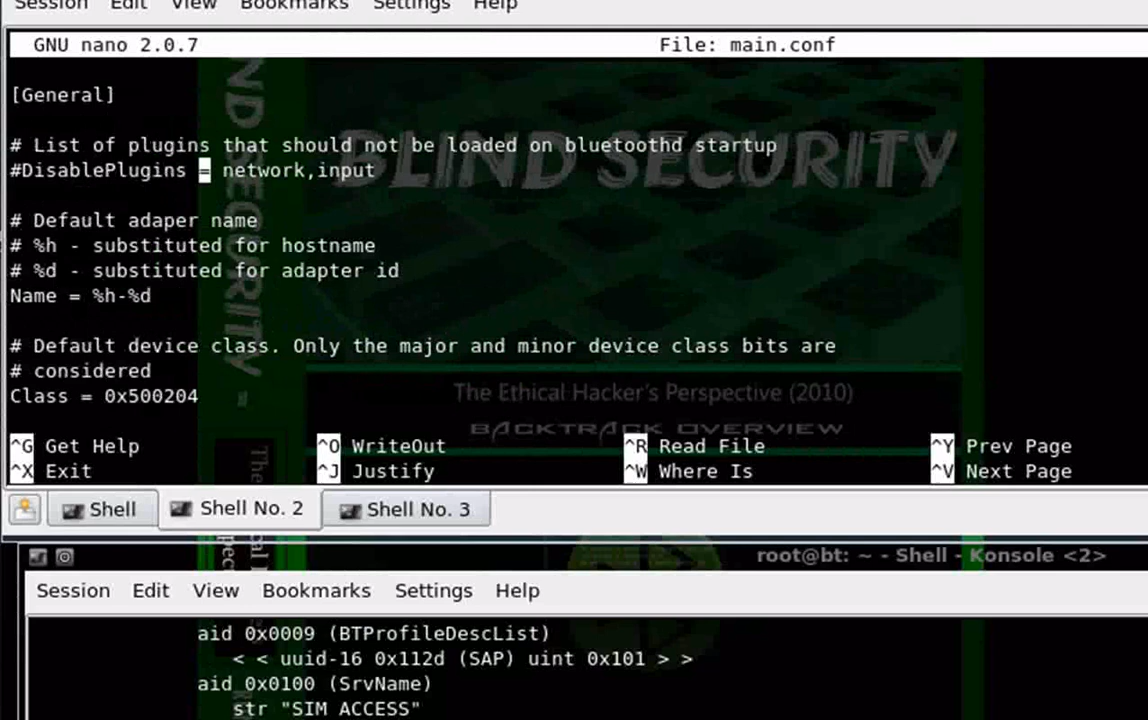 Session Edit View Bookmarks Settings Help
GNU nano 2.0.7 File: main.conf
[General]
# List of plugins that should not be loaded on bluetoothd startup
#DisablePlugins = network,input
# Default adaper name
# %h - substituted for hostname
# %d - substituted for adapter id
Name = %h-%d
# Default device class. Only the major and minor device class bits are
# considered
Class = 0x500204
^G Get Help ^O WriteOut ^R Read File ^Y Prev Page
^X Exit ^J Justify ^W Where Is ^V Next Page
BLIND SECURITY
The Ethical Hacker's Perspective (2010)
BACKTRACK OVERVIEW
ND SECURITY -
Shell Shell No. 2 Shell No. 3
root@bt: ~ - Shell - Konsole <2>
Session Edit View Bookmarks Settings Help
aid 0x0009 (BTProfileDescList)
< < uuid-16 0x112d (SAP) uint 0x101 > >
aid 0x0100 (SrvName)
str "SIM ACCESS"